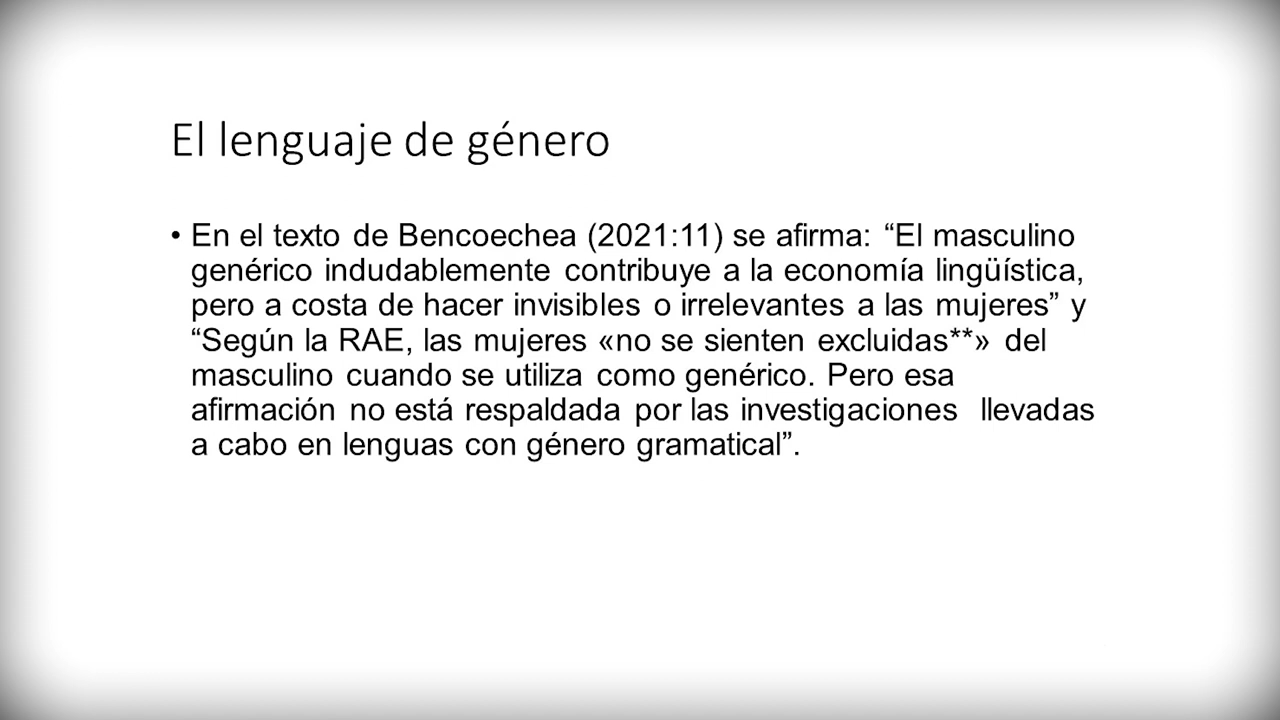 El lenguaje de género
• En el texto de Bencoechea (2021:11) se afirma: “El masculino
genérico indudablemente contribuye a la economía lingüística,
pero a costa de hacer invisibles o irrelevantes a las mujeres” y
“Según la RAE, las mujeres «no se sienten excluidas**» del
masculino cuando se utiliza como genérico. Pero esa
afirmación no está respaldada por las investigaciones llevadas
a cabo en lenguas con género gramatical”.